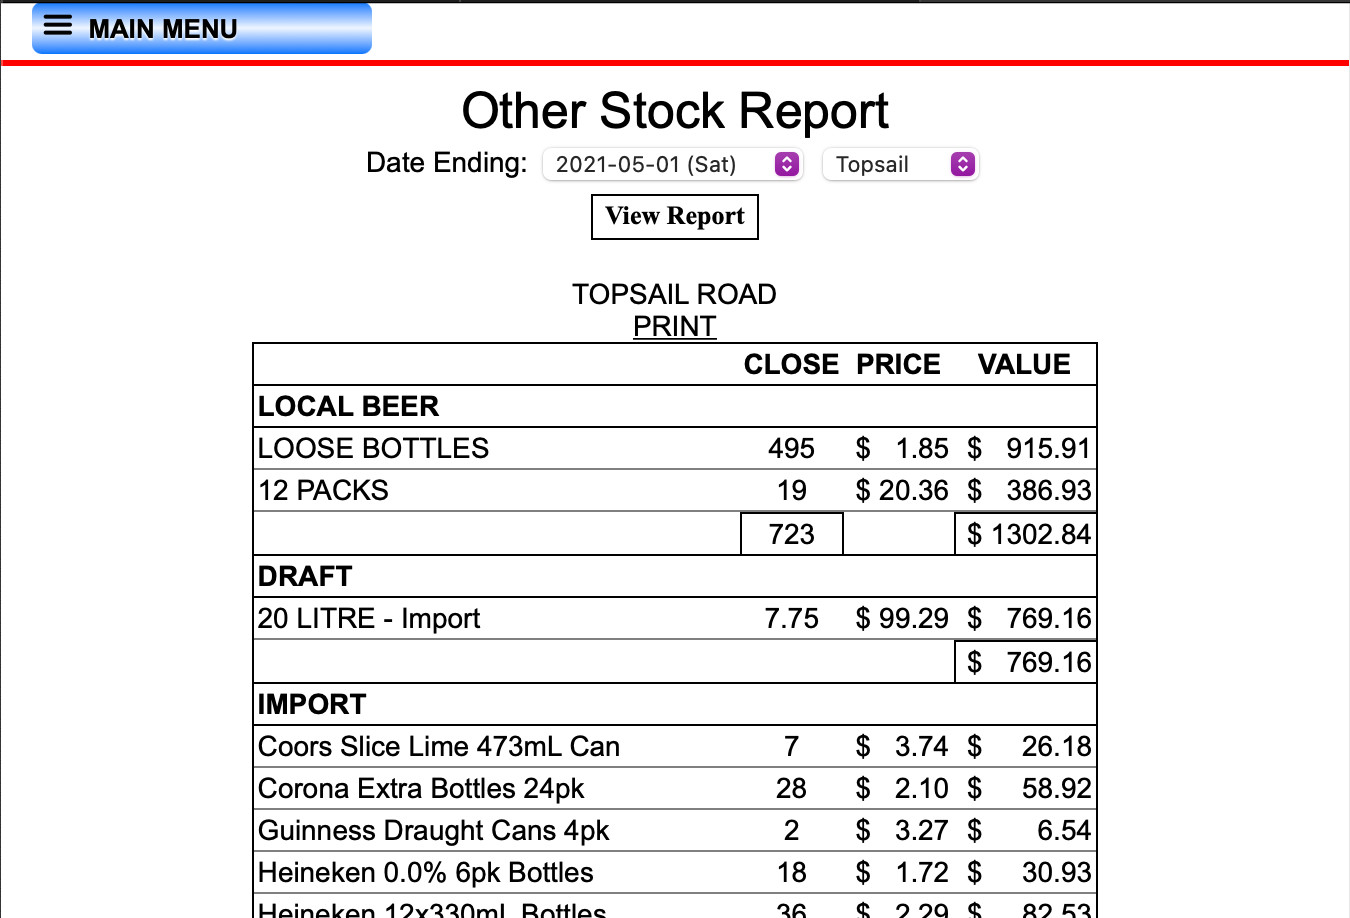 MAIN MENU
Other Stock Report
Date Ending: 2021-05-01 (Sat) Topsail
View Report
TOPSAIL ROAD
PRINT
CLOSE PRICE VALUE
LOCAL BEER
LOOSE BOTTLES 495 $ 1.85 $ 915.91
12 PACKS 19 $ 20.36 $ 386.93
723 $ 1302.84
DRAFT
20 LITRE - Import 7.75 $ 99.29 $ 769.16
$ 769.16
IMPORT
Coors Slice Lime 473mL Can 7 $ 3.74 $ 26.18
Corona Extra Bottles 24pk 28 $ 2.10 $ 58.92
Guinness Draught Cans 4pk 2 $ 3.27 $ 6.54
Heineken 0.0% 6pk Bottles 18 $ 1.72 $ 30.93
Heineken 12x330mL Bottles 36 $ 2.29 $ 82.53